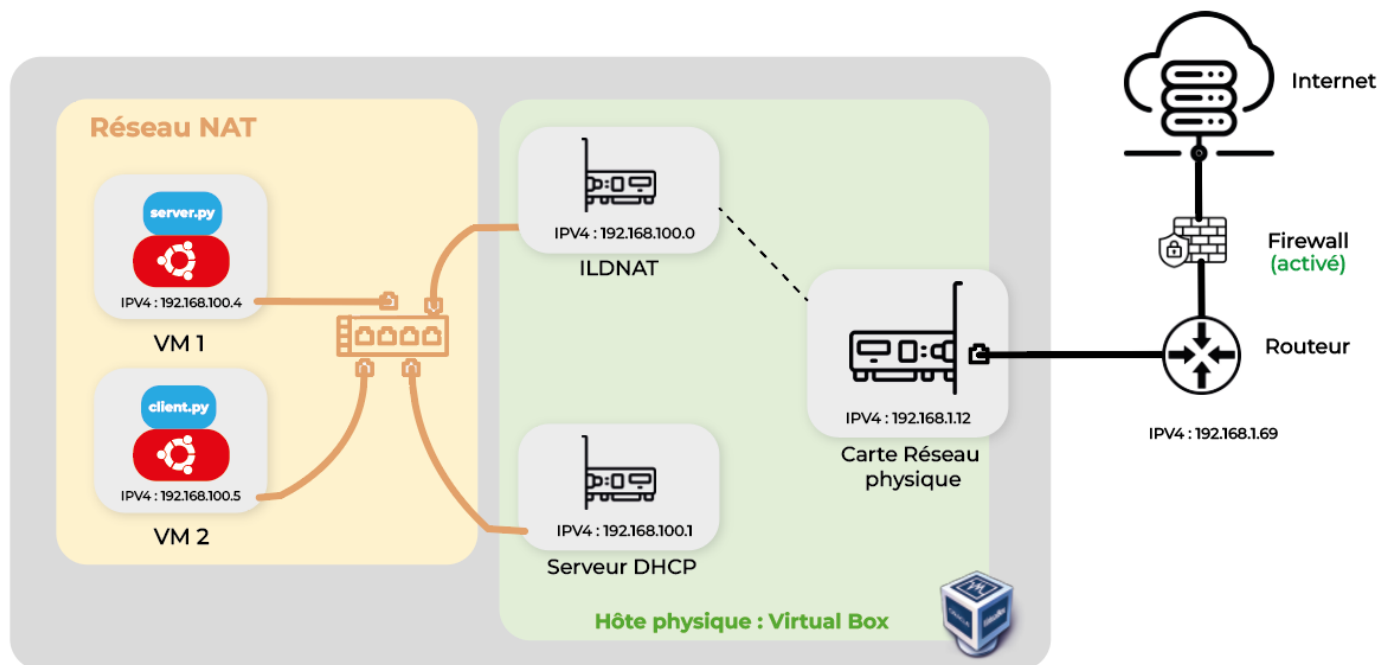 Internet
Réseau NAT
server.py
IPV4 : 192.168.100.4
VM 1
client.py
IPV4 : 192.168.100.5
VM 2
IPV4 : 192.168.100.0
ILDNAT
IPV4 : 192.168.100.1
Serveur DHCP
IPV4 : 192.168.1.12
Carte Réseau
physique
Firewall
(activé)
Routeur
IPV4 : 192.168.1.69
Hôte physique : Virtual Box